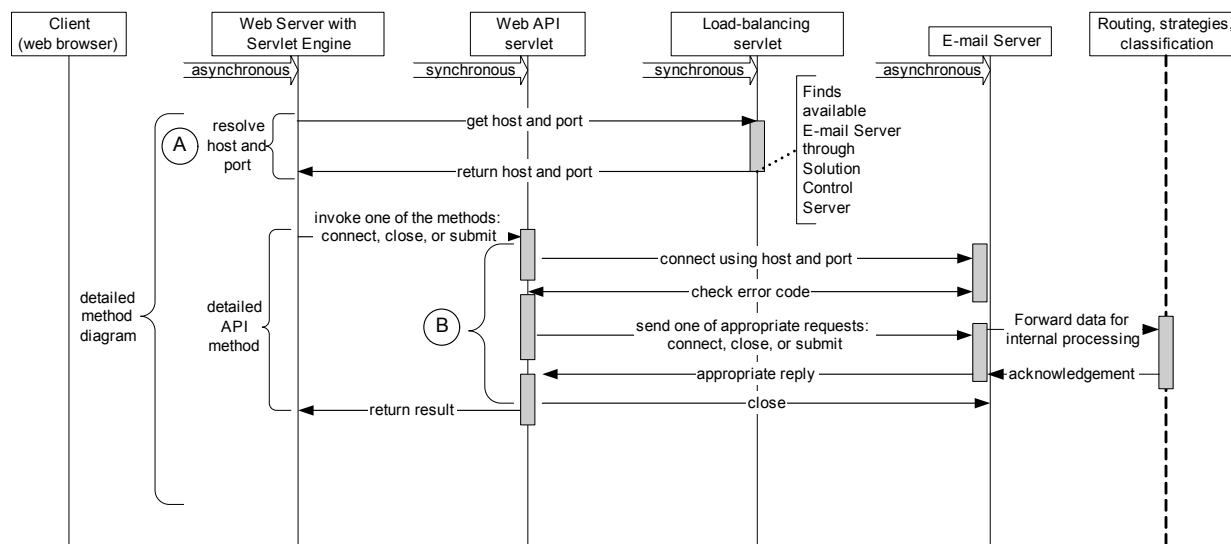 Client
(web browser)
Web Server with
Servlet Engine
Web API
servlet
Load-balancing
servlet
E-mail Server
Routing, strategies,
classification
asynchronous
synchronous
synchronous
asynchronous
A
resolve
host and
port
get host and port
return host and port
Finds
available
E-mail Server
through
Solution
Control
Server
invoke one of the methods:
connect, close, or submit
detailed
method
diagram
detailed
API
method
B
connect using host and port
check error code
send one of appropriate requests:
connect, close, or submit
Forward data for
internal processing
appropriate reply
acknowledgement
close
return result